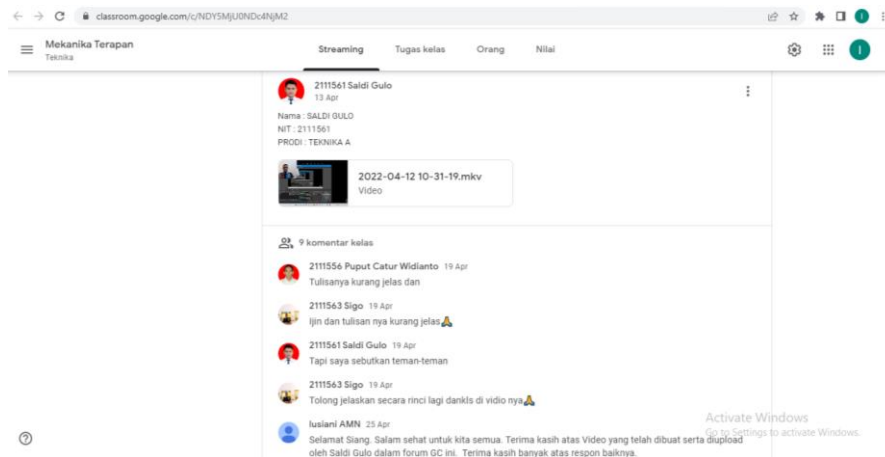 classroom.google.com/c/NDY5MjU0NDc4NjM2
Mekanika Terapan
Teknika
Streaming
Tugas kelas
Orang
Nilai
I
I
2111561 Saldi Gulo
13 Apr
Nama : SALDI GULO
NIT : 2111561
PRODI : TEKNIKA A
2022-04-12 10-31-19.mkv
Video
9 komentar kelas
2111556 Puput Catur Widianto 19 Apr
Tulisanya kurang jelas dan
2111563 Sigo 19 Apr
Ijin dan tulisan nya kurang jelas🙏
2111561 Saldi Gulo 19 Apr
Tapi saya sebutkan teman-teman
2111563 Sigo 19 Apr
Tolong jelaskan secara rinci lagi dankls di vidio nya🙏
lusiani AMN 25 Apr
Selamat Siang. Salam sehat untuk kita semua. Terima kasih atas Video yang telah dibuat serta diupload
oleh Saldi Gulo dalam forum GC ini. Terima kasih banyak atas respon baiknya.
Activate Windows
Go to Settings to activate Windows.